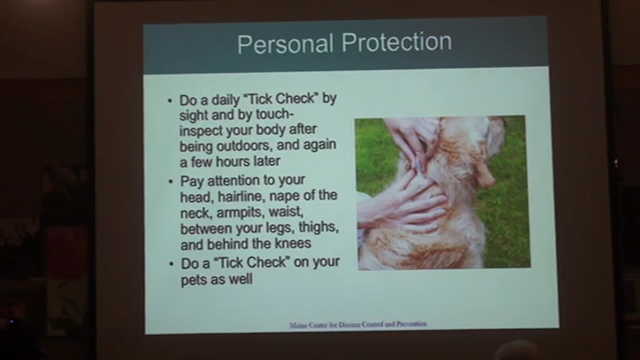 Personal Protection
• Do a daily "Tick Check" by
sight and by touch-
inspect your body after
being outdoors, and again
a few hours later
• Pay attention to your
head, hairline, nape of the
neck, armpits, waist,
between your legs, thighs,
and behind the knees
• Do a "Tick Check" on your
pets as well
Maine Center for Disease Control and Prevention